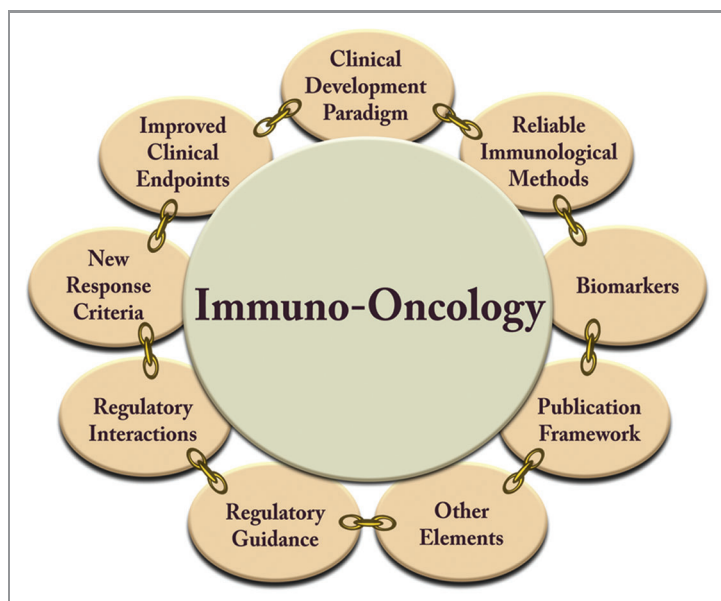 Clinical
Development
Paradigm
Reliable
Immunological
Methods
Biomarkers
Publication
Framework
Other
Elements
Regulatory
Guidance
Regulatory
Interactions
New
Response
Criteria
Improved
Clinical
Endpoints
Immuno-Oncology